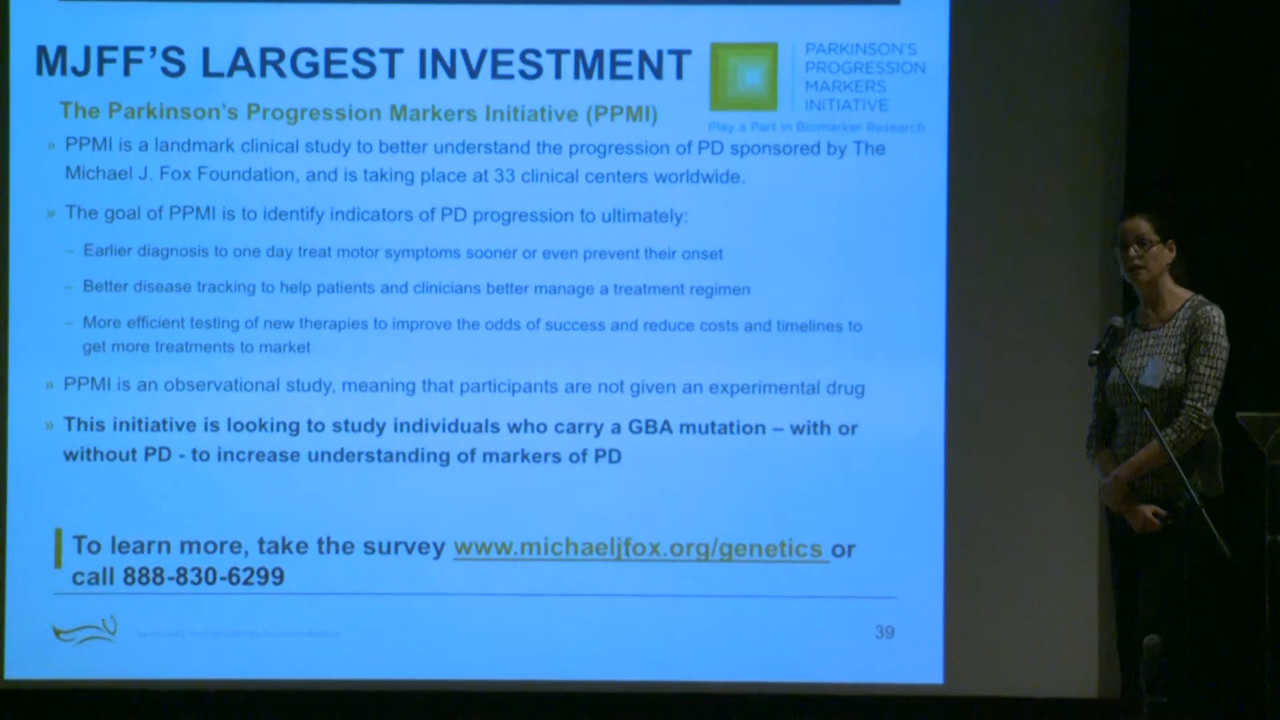 MJFF'S LARGEST INVESTMENT
PARKINSON'S
PROGRESSION
MARKERS
INITIATIVE
Play a Part in Biomarker Research
The Parkinson's Progression Markers Initiative (PPMI)
» PPMI is a landmark clinical study to better understand the progression of PD sponsored by The
Michael J. Fox Foundation, and is taking place at 33 clinical centers worldwide.
» The goal of PPMI is to identify indicators of PD progression to ultimately:
– Earlier diagnosis to one day treat motor symptoms sooner or even prevent their onset
– Better disease tracking to help patients and clinicians better manage a treatment regimen
– More efficient testing of new therapies to improve the odds of success and reduce costs and timelines to
get more treatments to market
» PPMI is an observational study, meaning that participants are not given an experimental drug
» This initiative is looking to study individuals who carry a GBA mutation – with or
without PD - to increase understanding of markers of PD
To learn more, take the survey www.michaeljfox.org/genetics or
call 888-830-6299
39